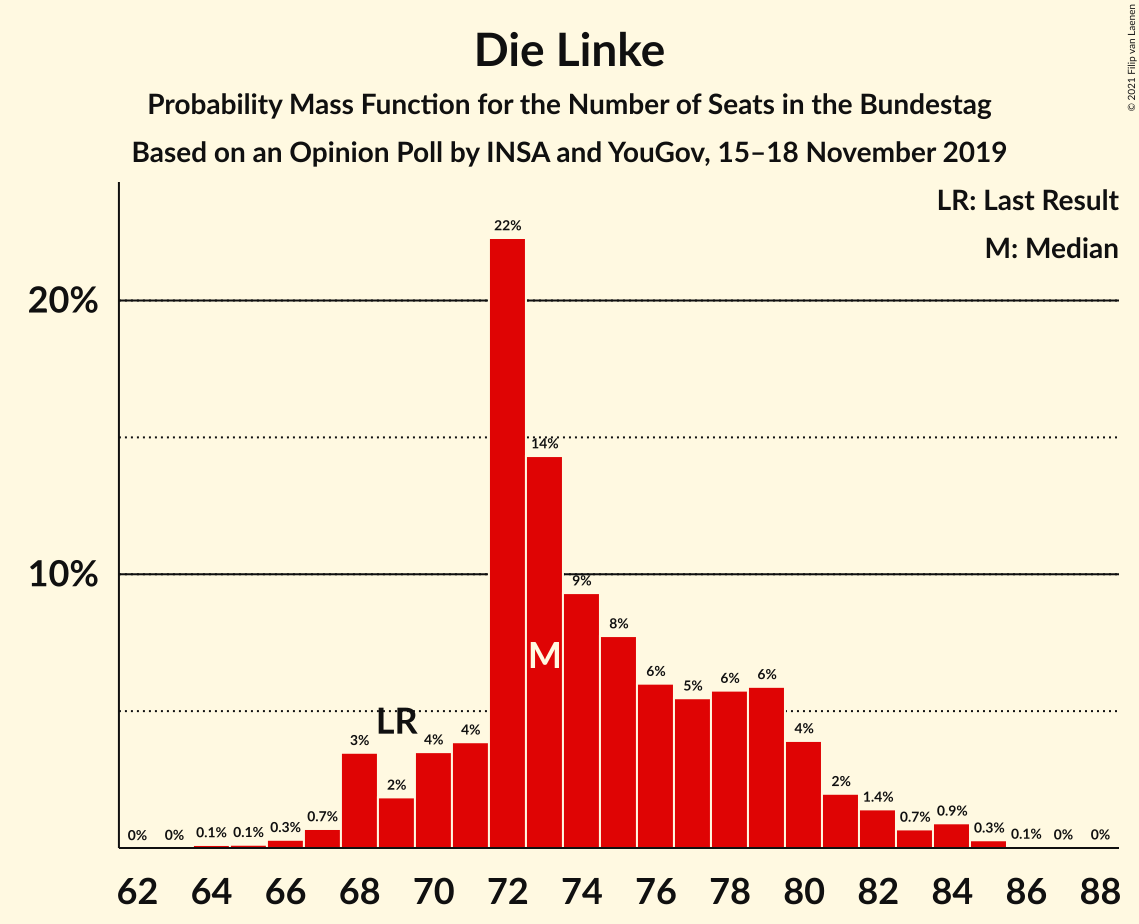 Die Linke
Probability Mass Function for the Number of Seats in the Bundestag
Based on an Opinion Poll by INSA and YouGov, 15–18 November 2019
© 2021 Filip van Laenen
LR: Last Result
M: Median
20%
10%
0% 0% 0.1% 0.1% 0.3% 0.7% 3% 2% 4% 4% 22% 14% 9% 8% 6% 5% 6% 6% 4% 2% 1.4% 0.7% 0.9% 0.3% 0.1% 0% 0%
LR
M
62 64 66 68 70 72 74 76 78 80 82 84 86 88